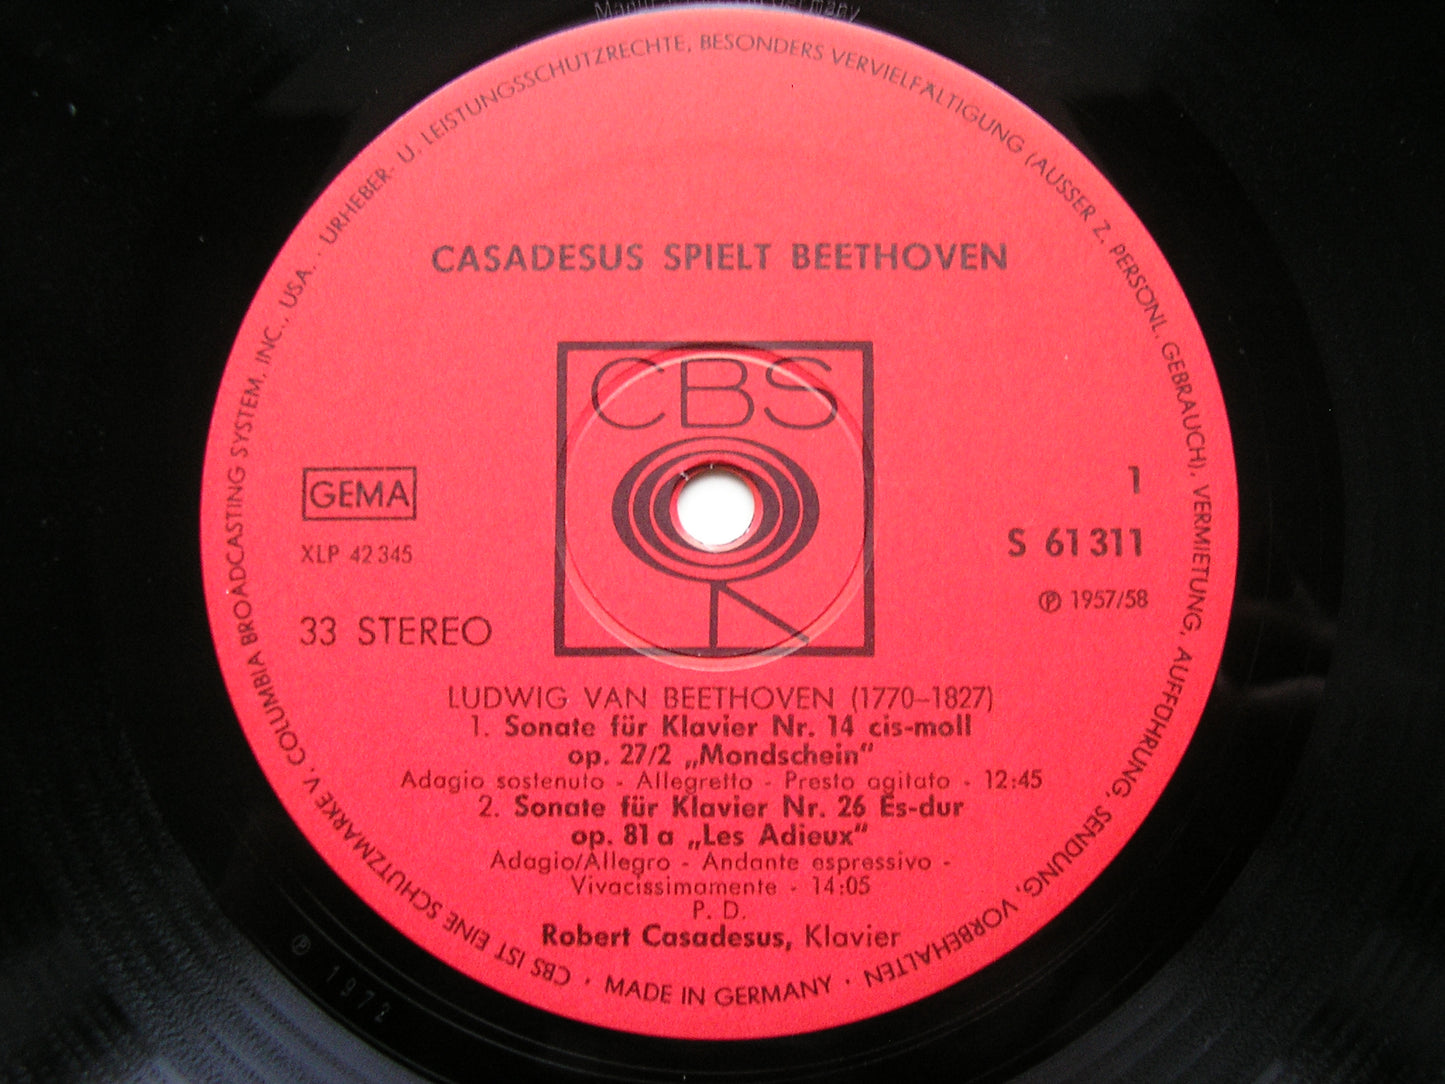 Manufactured in Germany
URHEBER- U. LEISTUNGSSCHUTZRECHTE, BESONDERS VERVIELFÄLTIGUNG (AUSSER Z. PERSÖNL. GEBRAUCH), VERMIETUNG, AUFFÜHRUNG, SENDUNG, VORBEHALTEN · MADE IN GERMANY · CBS IST EINE SCHUTZMARKE V. COLUMBIA BROADCASTING SYSTEM, INC., USA. ·
CASADESUS SPIELT BEETHOVEN
CBS
GEMA
1
XLP 42 345
S 61 311
℗ 1957/58
33 STEREO
LUDWIG VAN BEETHOVEN (1770–1827)
1. Sonate für Klavier Nr. 14 cis-moll
op. 27/2 „Mondschein“
Adagio sostenuto - Allegretto - Presto agitato - 12:45
2. Sonate für Klavier Nr. 26 Es-dur
op. 81 a „Les Adieux“
Adagio/Allegro - Andante espressivo -
Vivacissimamente - 14:05
P. D.
Robert Casadesus, Klavier
℗ 1972